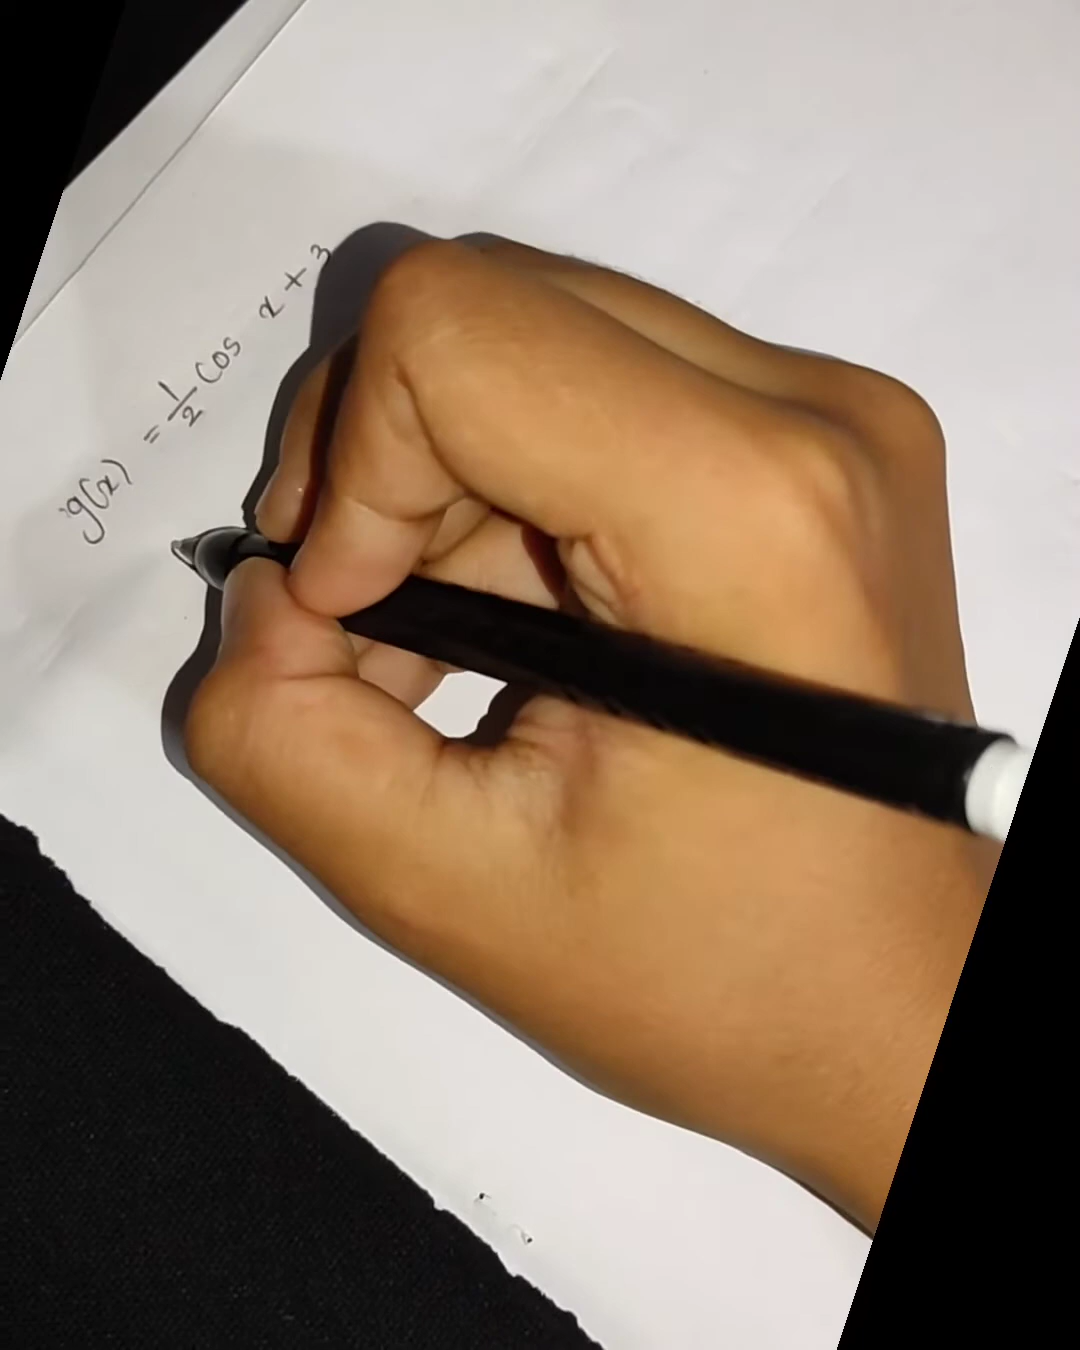 g(x) = 1/2 cos x + 3